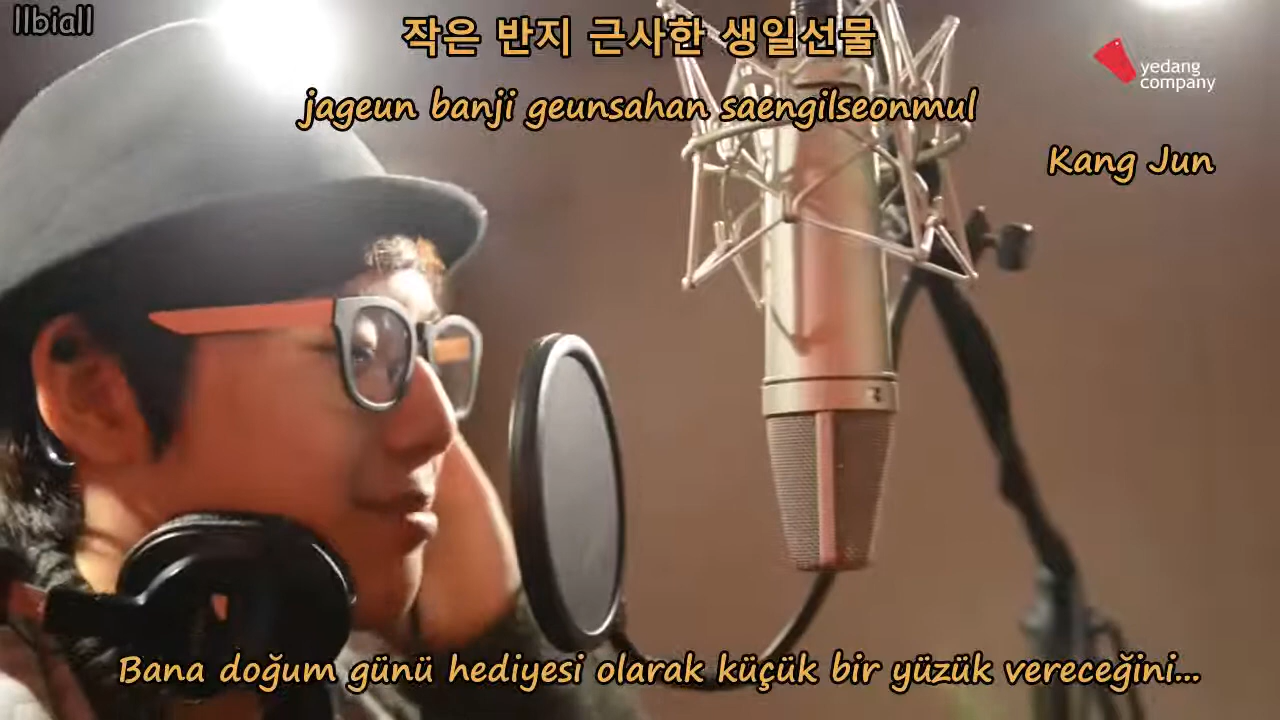 llbiall
작은 반지 근사한 생일선물
yedang
company
jageun banji geunsahan saengilseonmul
Kang Jun
Bana doğum günü hediyesi olarak küçük bir yüzük vereceğini...